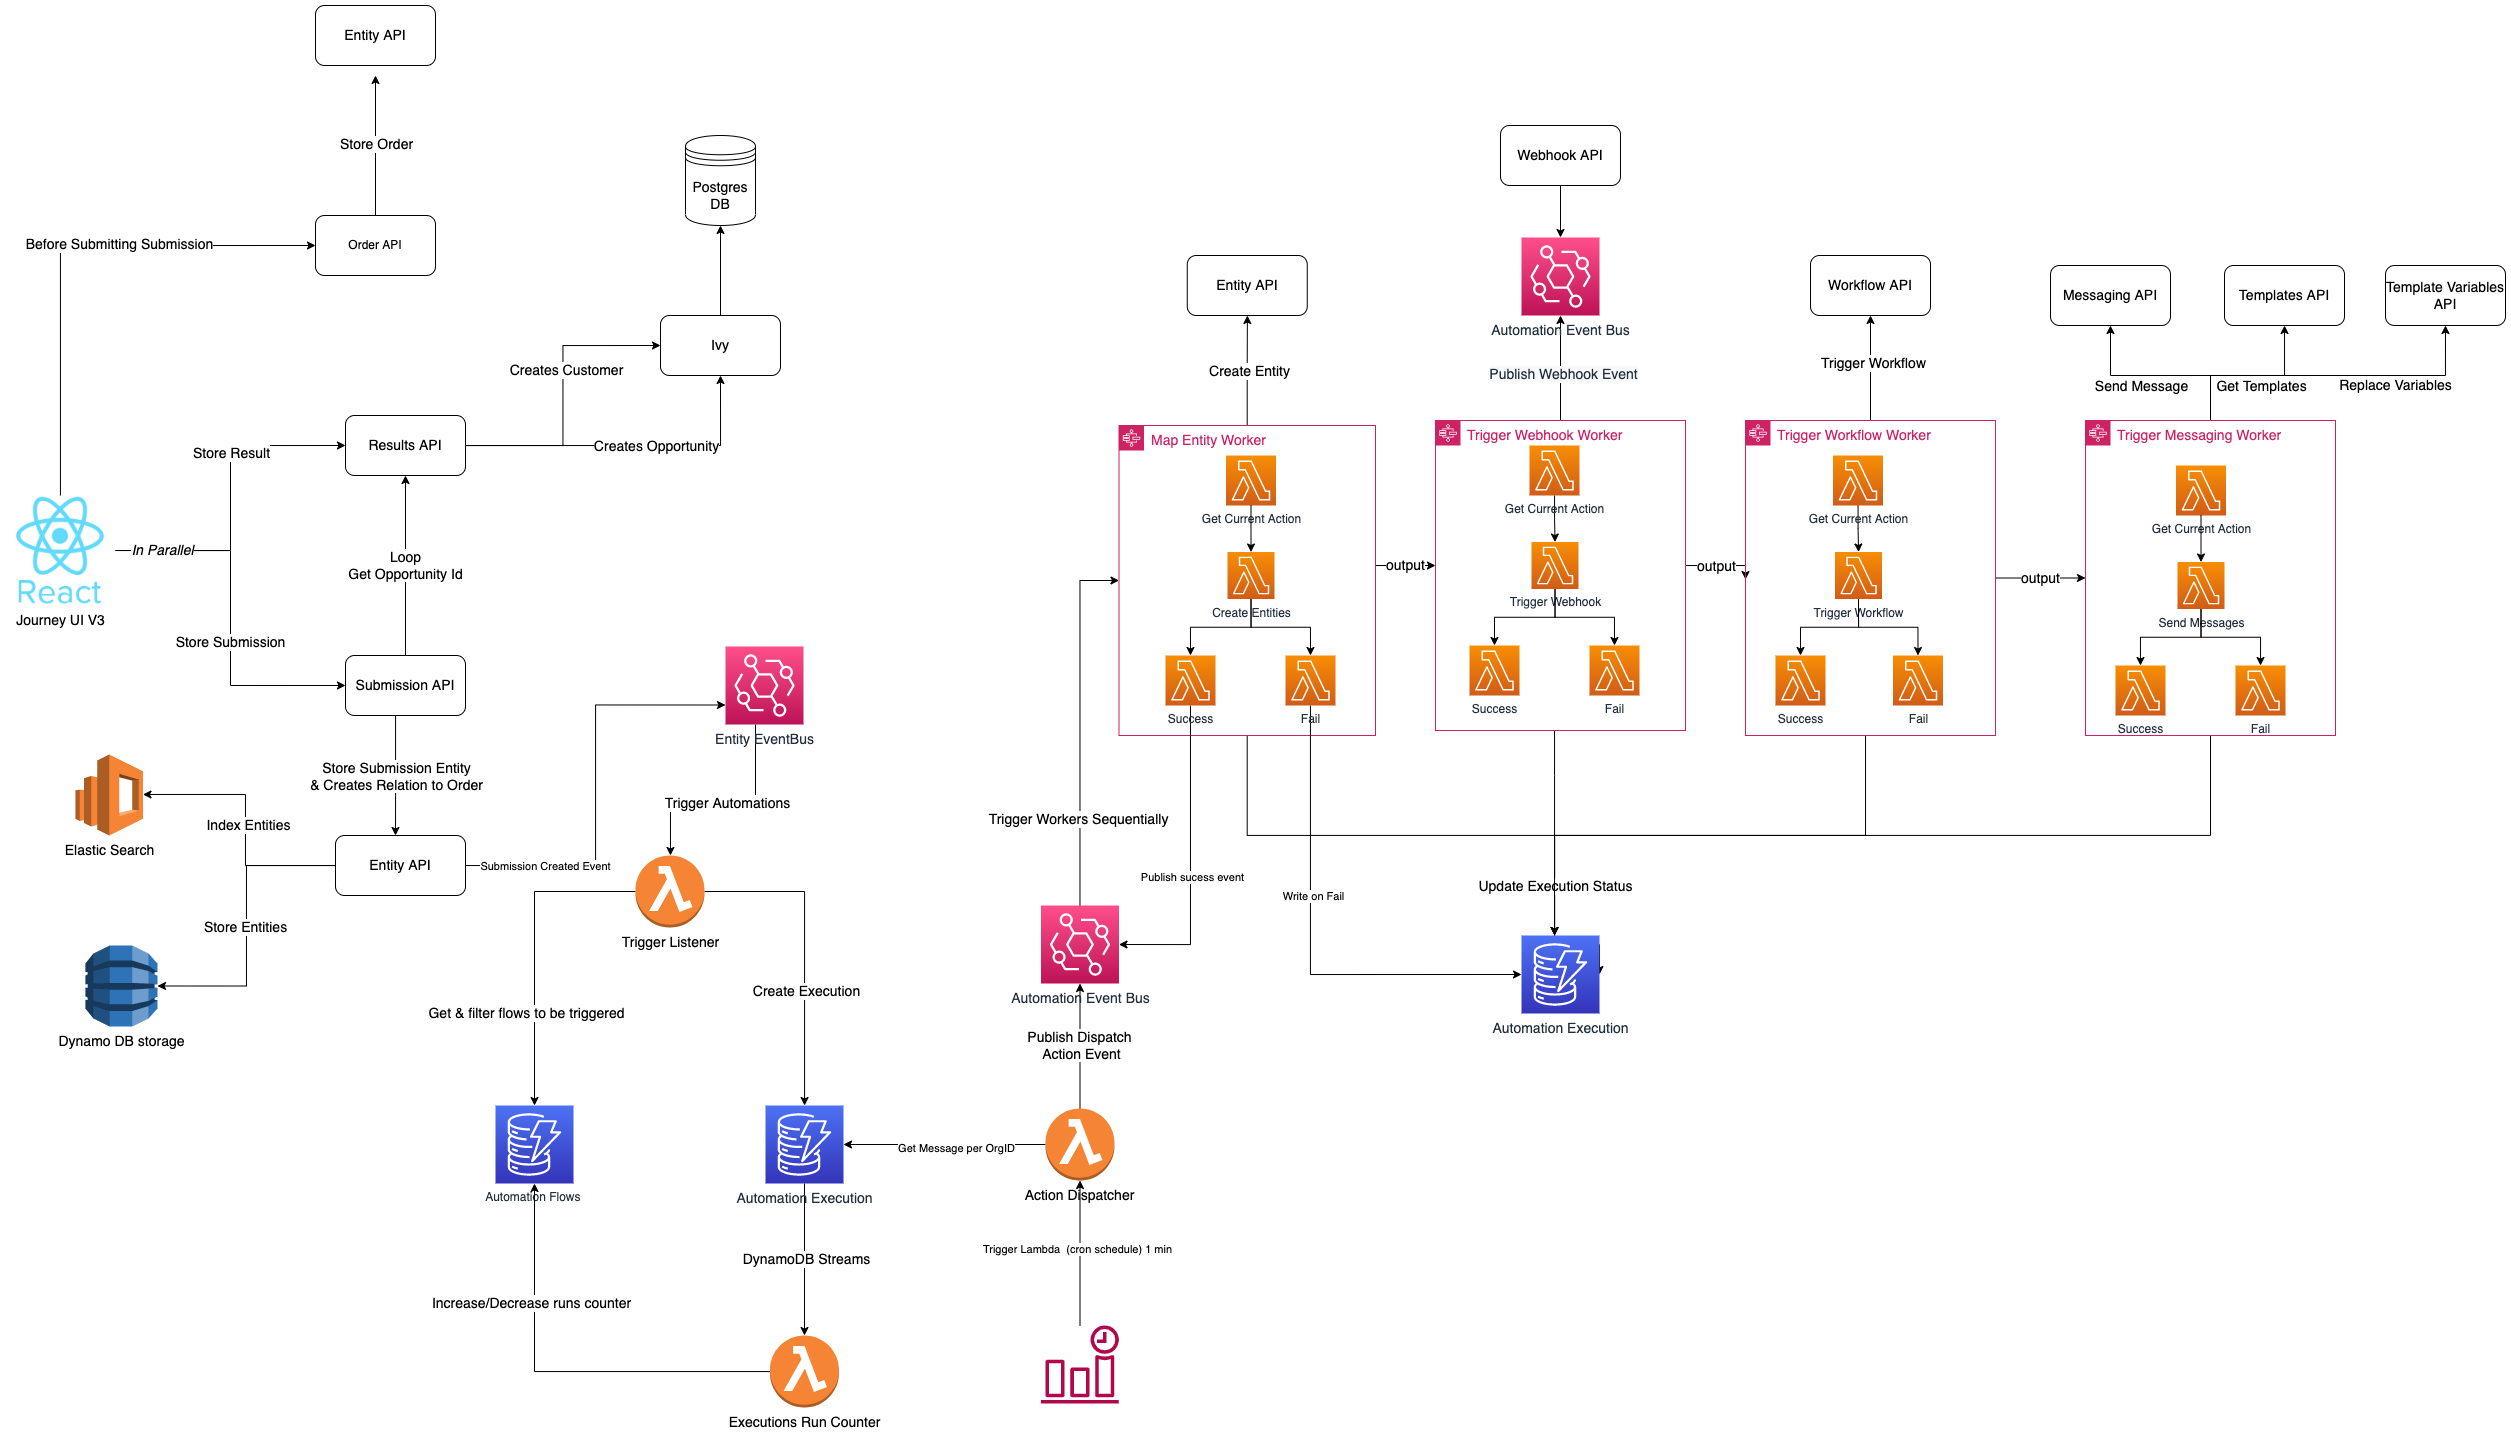 Entity API
Store Order
Order API
Before Submitting Submission
Postgres
DB
Ivy
Creates Customer
Creates Opportunity
Results API
Store Result
In Parallel
React
Journey UI V3
Loop
Get Opportunity Id
Store Submission
Submission API
Store Submission Entity
& Creates Relation to Order
Elastic Search
Index Entities
Entity API
Submission Created Event
Store Entities
Dynamo DB storage
Entity EventBus
Trigger Automations
Trigger Listener
Get & filter flows to be triggered
Create Execution
Automation Flows
Automation Execution
DynamoDB Streams
Increase/Decrease runs counter
Executions Run Counter
Get Message per OrgID
Action Dispatcher
Trigger Lambda (cron schedule) 1 min
Publish Dispatch
Action Event
Automation Event Bus
Trigger Workers Sequentially
Publish sucess event
Write on Fail
Update Execution Status
Automation Execution
Entity API
Create Entity
Map Entity Worker
Get Current Action
Create Entities
Success
Fail
output
Webhook API
Automation Event Bus
Publish Webhook Event
Trigger Webhook Worker
Get Current Action
Trigger Webhook
Success
Fail
output
Workflow API
Trigger Workflow
Trigger Workflow Worker
Get Current Action
Trigger Workflow
Success
Fail
output
Messaging API
Templates API
Template Variables
API
Send Message
Get Templates
Replace Variables
Trigger Messaging Worker
Get Current Action
Send Messages
Success
Fail